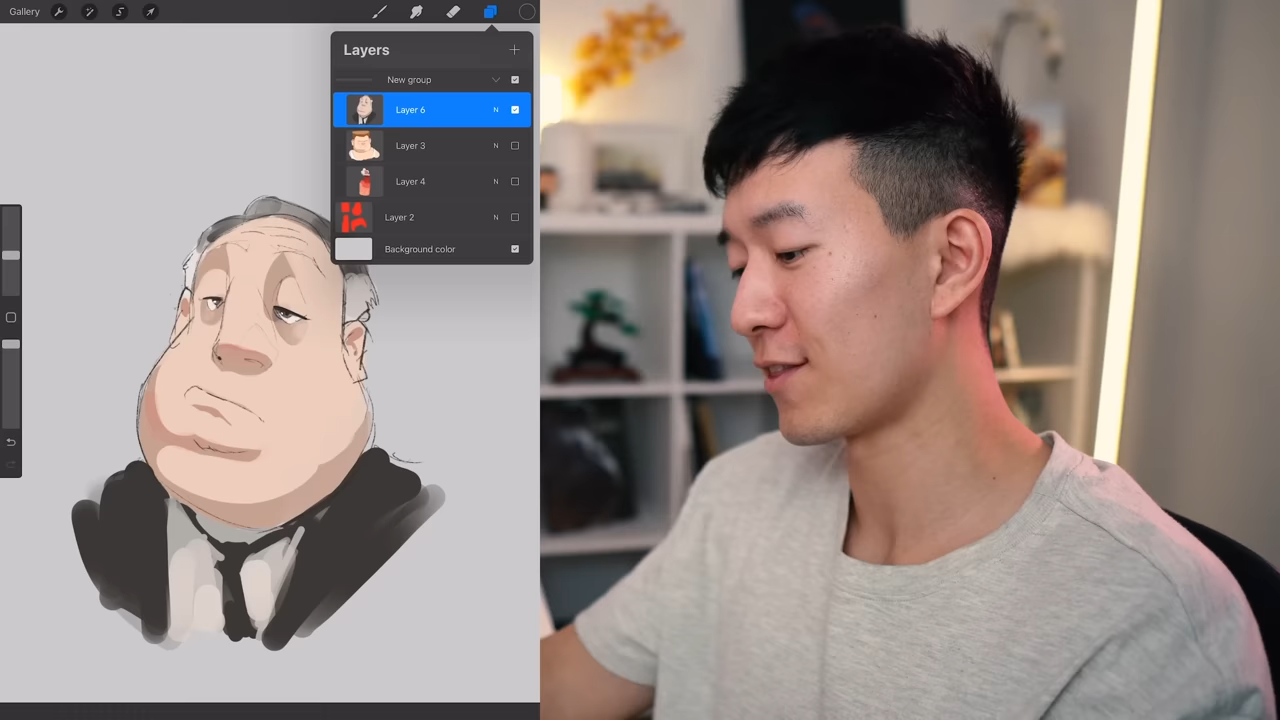 Gallery
Layers
New group
Layer 6 N
Layer 3 N
Layer 4 N
Layer 2 N
Background color